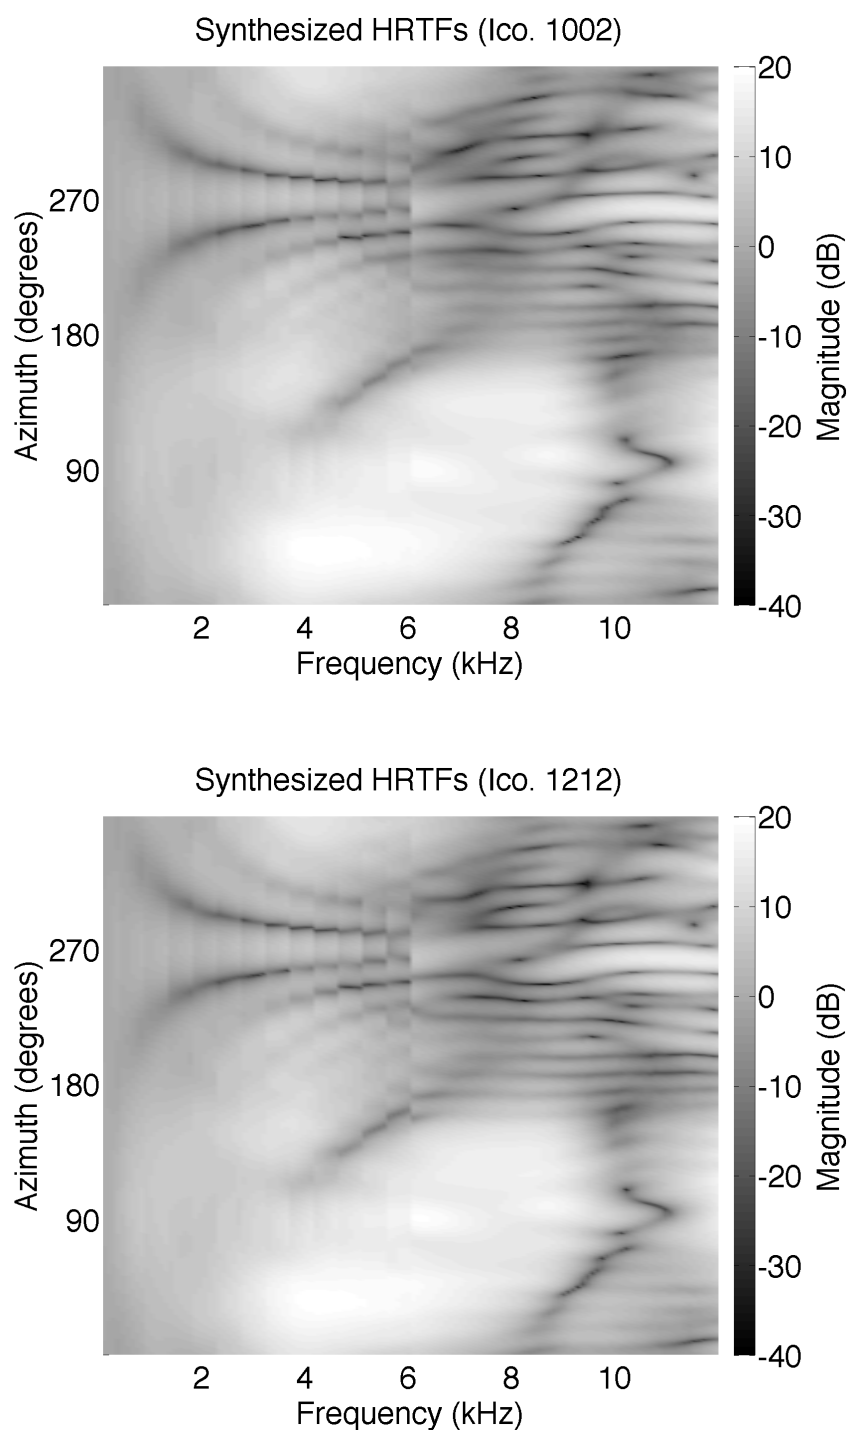 Synthesized HRTFs (Ico. 1002)
Azimuth (degrees)
270
180
90
2 4 6 8 10
Frequency (kHz)
20
10
0
-10
-20
-30
-40
Magnitude (dB)
Synthesized HRTFs (Ico. 1212)
Azimuth (degrees)
270
180
90
2 4 6 8 10
Frequency (kHz)
20
10
0
-10
-20
-30
-40
Magnitude (dB)